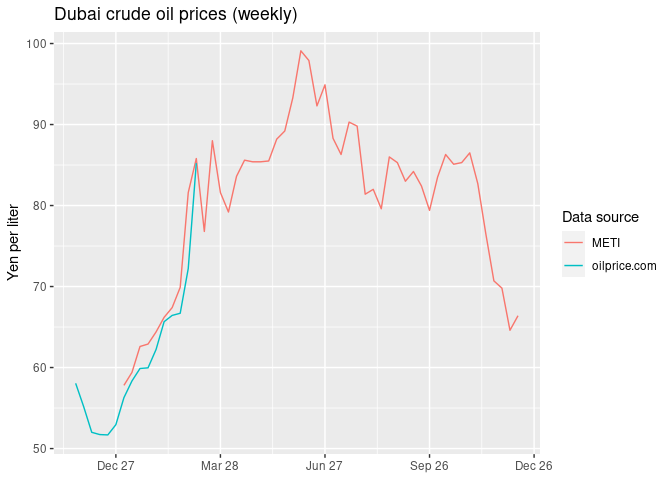 Dubai crude oil prices (weekly)
Yen per liter
100
90
80
70
60
50
Dec 27
Mar 28
Jun 27
Sep 26
Dec 26
Data source
METI
oilprice.com